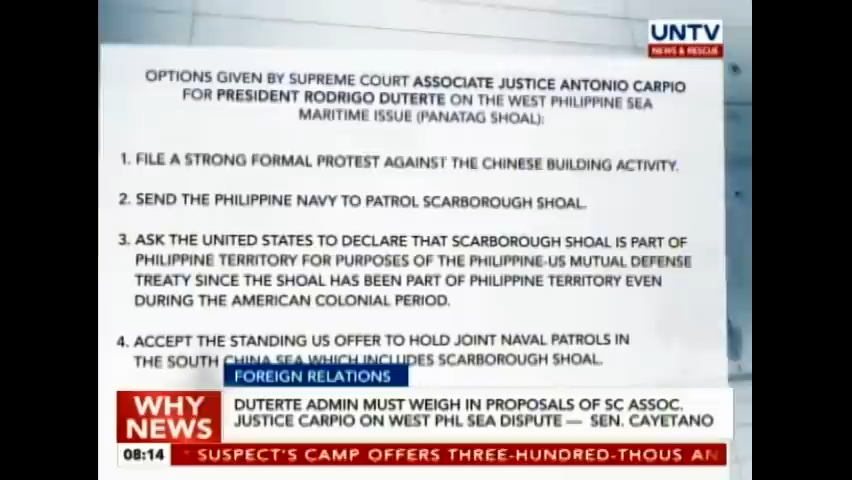 UNTV
NEWS & RESCUE
OPTIONS GIVEN BY SUPREME COURT ASSOCIATE JUSTICE ANTONIO CARPIO
FOR PRESIDENT RODRIGO DUTERTE ON THE WEST PHILIPPINE SEA
MARITIME ISSUE (PANATAG SHOAL):
1. FILE A STRONG FORMAL PROTEST AGAINST THE CHINESE BUILDING ACTIVITY.
2. SEND THE PHILIPPINE NAVY TO PATROL SCARBOROUGH SHOAL.
3. ASK THE UNITED STATES TO DECLARE THAT SCARBOROUGH SHOAL IS PART OF
PHILIPPINE TERRITORY FOR PURPOSES OF THE PHILIPPINE-US MUTUAL DEFENSE
TREATY SINCE THE SHOAL HAS BEEN PART OF PHILIPPINE TERRITORY EVEN
DURING THE AMERICAN COLONIAL PERIOD.
4. ACCEPT THE STANDING US OFFER TO HOLD JOINT NAVAL PATROLS IN
THE SOUTH CHINA SEA WHICH INCLUDES SCARBOROUGH SHOAL.
FOREIGN RELATIONS
WHY NEWS
DUTERTE ADMIN MUST WEIGH IN PROPOSALS OF SC ASSOC.
JUSTICE CARPIO ON WEST PHL SEA DISPUTE — SEN. CAYETANO
08:14
SUSPECT'S CAMP OFFERS THREE-HUNDRED-THOUS AN